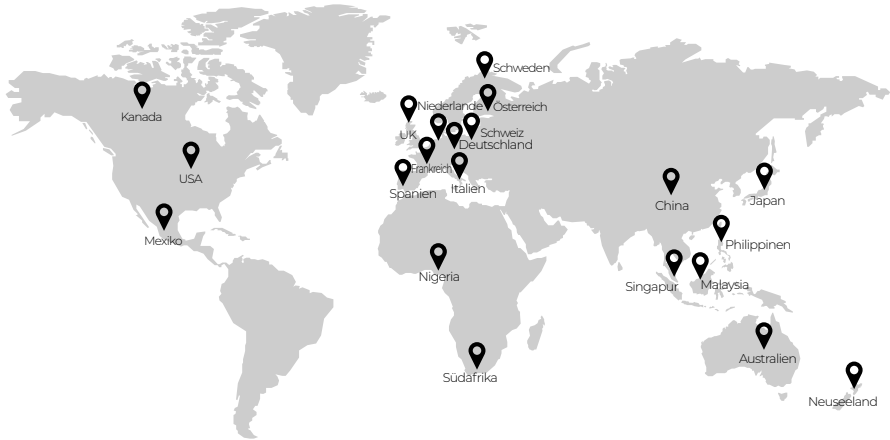 Schweden
Kanada
Niederlande
Österreich
UK
Schweiz
Deutschland
Frankreich
USA
Spanien
Italien
China
Japan
Mexiko
Philippinen
Nigeria
Singapur
Malaysia
Australien
Südafrika
Neuseeland